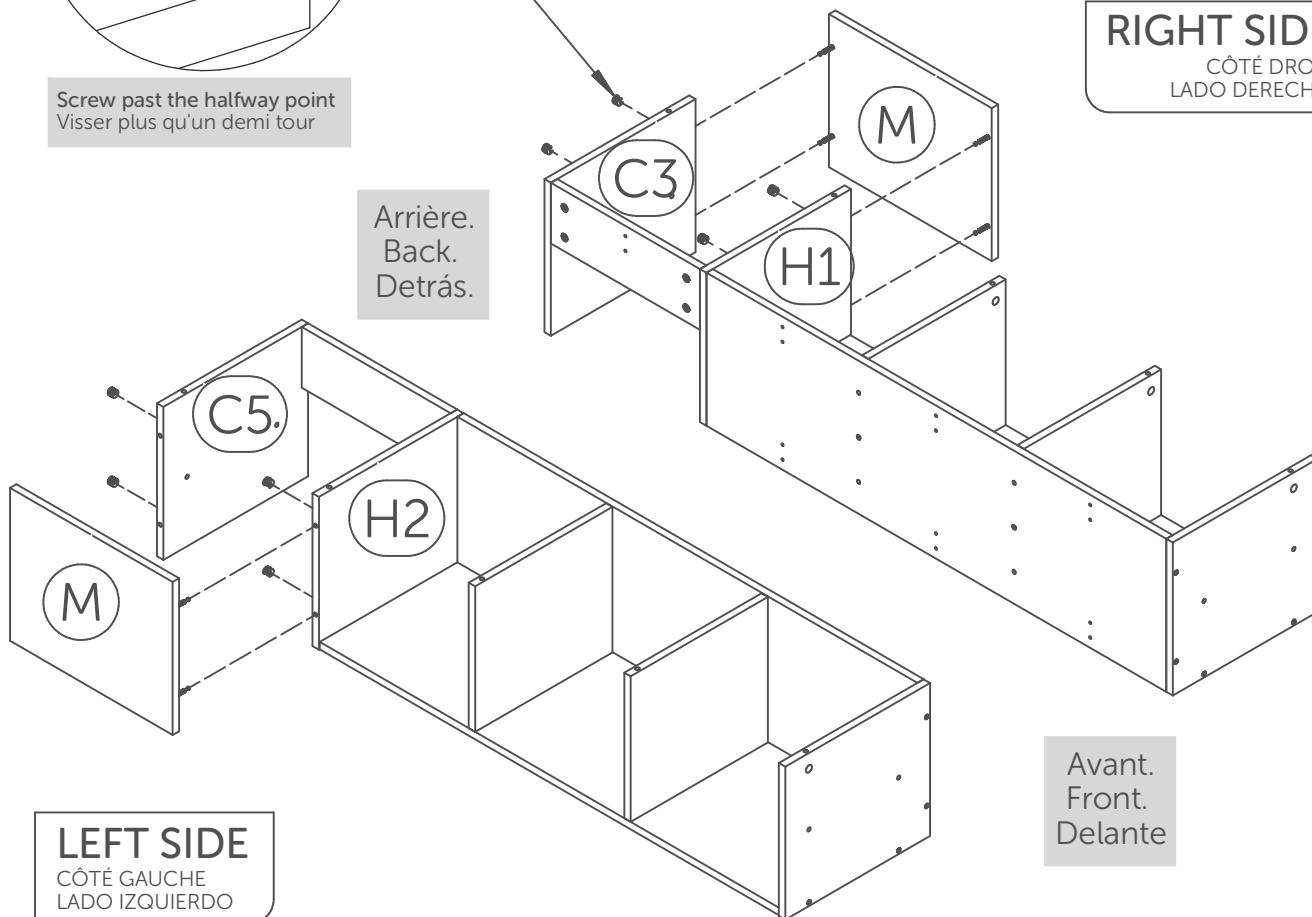 RIGHT SID
CÔTÉ DRO
LADO DERECH
Screw past the halfway point
Visser plus qu'un demi tour
M
C3
Arrière.
Back.
Detrás.
H1
C5
H2
M
Avant.
Front.
Delante
LEFT SIDE
CÔTÉ GAUCHE
LADO IZQUIERDO